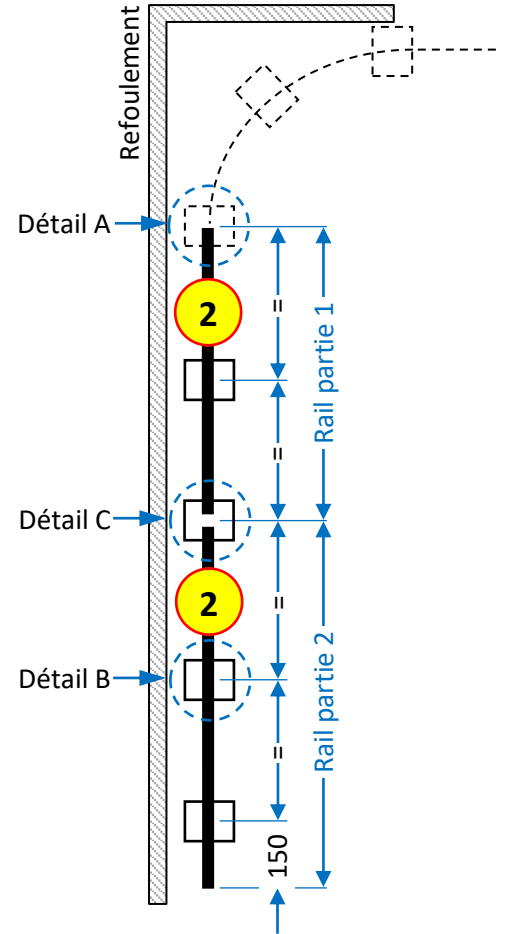 Refoulement
Détail A
2
=
Rail partie 1
=
Détail C
2
=
Détail B
Rail partie 2
=
150